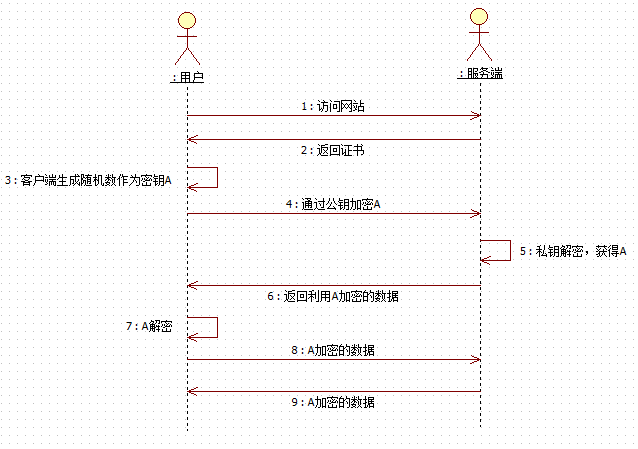 :用户
:服务端
1:访问网站
2:返回证书
3:客户端生成随机数作为密钥A
4:通过公钥加密A
5:私钥解密，获得A
6:返回利用A加密的数据
7:A解密
8:A加密的数据
9:A加密的数据